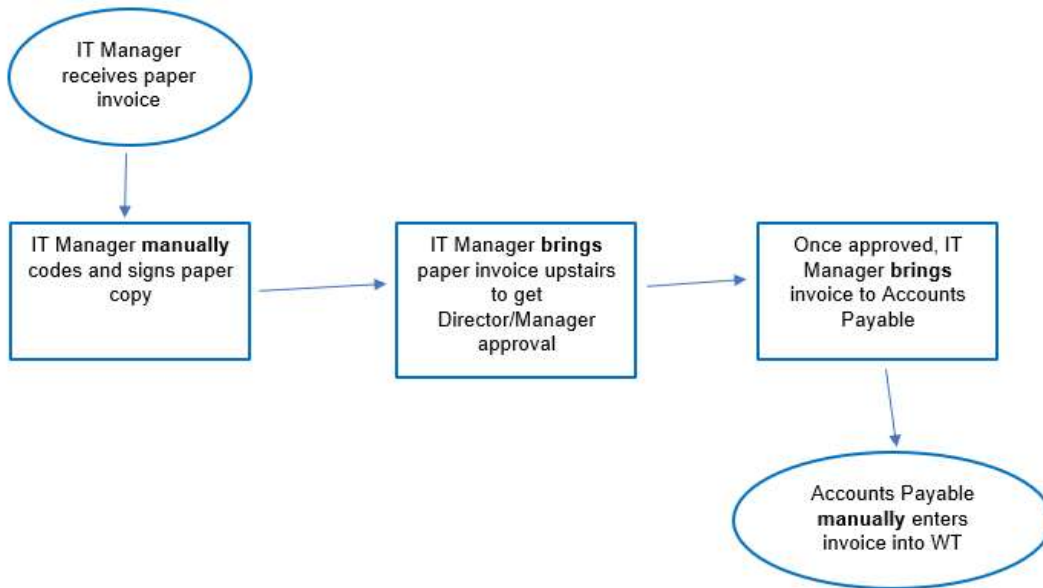 IT Manager
receives paper
invoice
IT Manager manually
codes and signs paper
copy
IT Manager brings
paper invoice upstairs
to get
Director/Manager
approval
Once approved, IT
Manager brings
invoice to Accounts
Payable
Accounts Payable
manually enters
invoice into WT